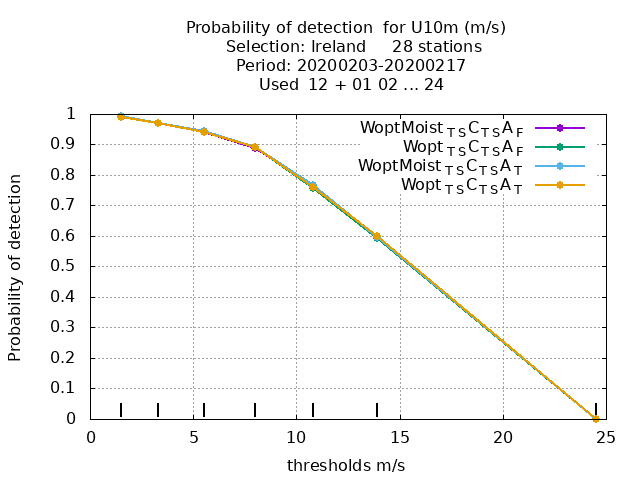 Probability of detection  for U10m (m/s)
Selection: Ireland     28 stations
Period: 20200203-20200217
Used  12 + 01 02 ... 24
WoptMoist TS C TS A F
Wopt TS C TS A F
WoptMoist TS C TS A T
Wopt TS C TS A T
Probability of detection
1
0.9
0.8
0.7
0.6
0.5
0.4
0.3
0.2
0.1
0
0 5 10 15 20 25
thresholds m/s